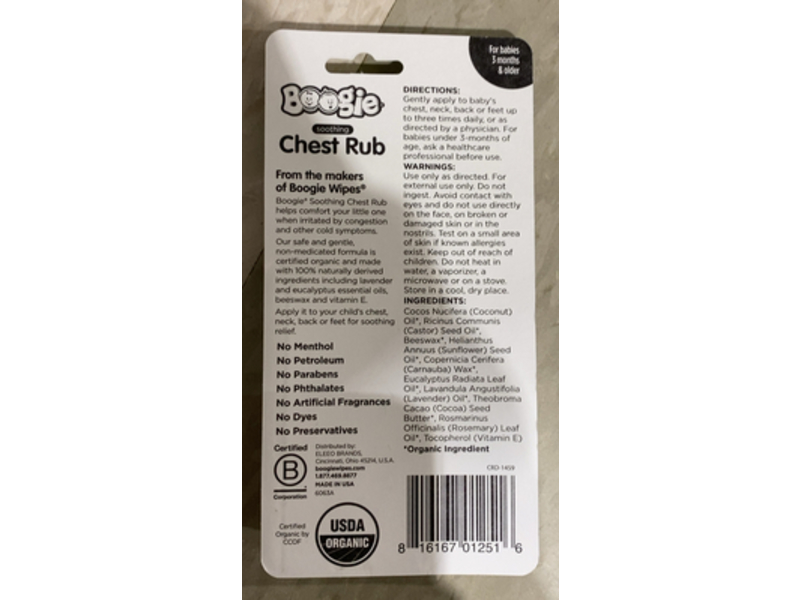 For babies
3 months
& older
Boogie
soothing
Chest Rub
From the makers
of Boogie Wipes®
Boogie® Soothing Chest Rub
helps comfort your little one
when irritated by congestion
and other cold symptoms.
Our safe and gentle,
non-medicated formula is
certified organic and made
with 100% naturally derived
ingredients including lavender
and eucalyptus essential oils,
beeswax and vitamin E.
Apply it to your child's chest,
neck, back or feet for soothing
relief.
No Menthol
No Petroleum
No Parabens
No Phthalates
No Artificial Fragrances
No Dyes
No Preservatives
Certified
B
Corporation
Distributed by:
ELEEO BRANDS,
Cincinnati, Ohio 45214, U.S.A.
boogiewipes.com
1.877.469.8677
MADE IN USA
6063A
Certified
Organic by
CCOF
USDA
ORGANIC
DIRECTIONS:
Gently apply to baby's
chest, neck, back or feet up
to three times daily, or as
directed by a physician. For
babies under 3-months of
age, ask a healthcare
professional before use.
WARNINGS:
Use only as directed. For
external use only. Do not
ingest. Avoid contact with
eyes and do not use directly
on the face, on broken or
damaged skin or in the
nostrils. Test on a small area
of skin if known allergies
exist. Keep out of reach of
children. Do not heat in
water, a vaporizer, a
microwave or on a stove.
Store in a cool, dry place.
INGREDIENTS:
Cocos Nucifera (Coconut)
Oil*, Ricinus Communis
(Castor) Seed Oil*,
Beeswax*, Helianthus
Annuus (Sunflower) Seed
Oil*, Copernicia Cerifera
(Carnauba) Wax*,
Eucalyptus Radiata Leaf
Oil*, Lavandula Angustifolia
(Lavender) Oil*, Theobroma
Cacao (Cocoa) Seed
Butter*, Rosmarinus
Officinalis (Rosemary) Leaf
Oil*, Tocopherol (Vitamin E)
*Organic Ingredient
CRD-1459
8 16167 01251 6